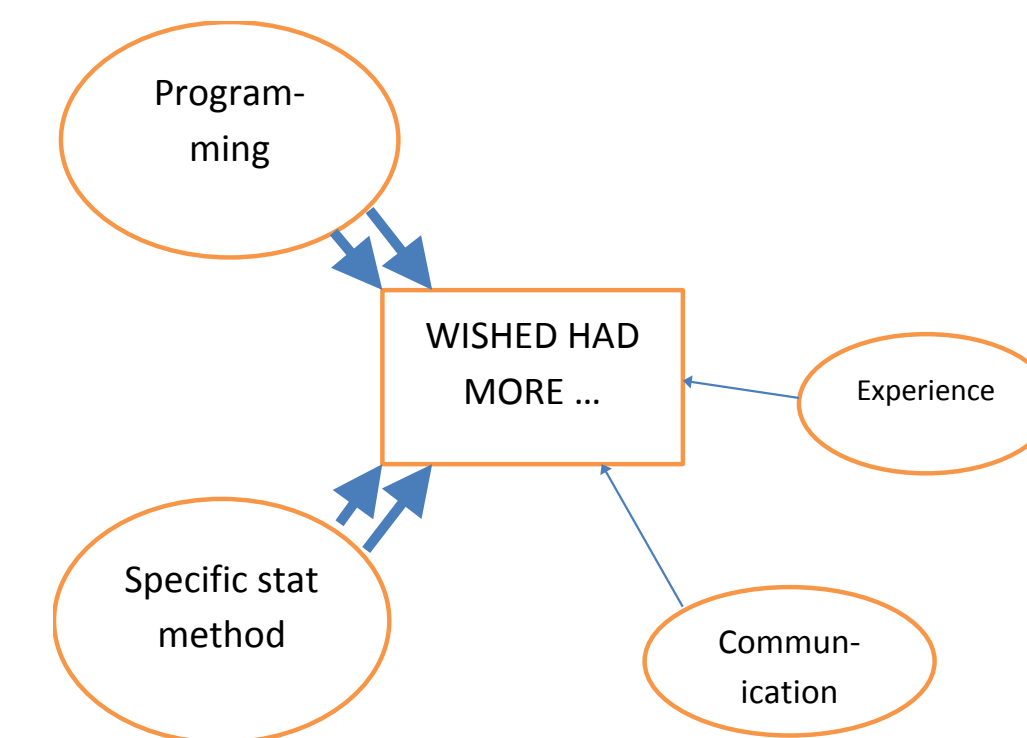 Program-
ming
WISHED HAD
MORE …
Experience
Specific stat
method
Commun-
ication